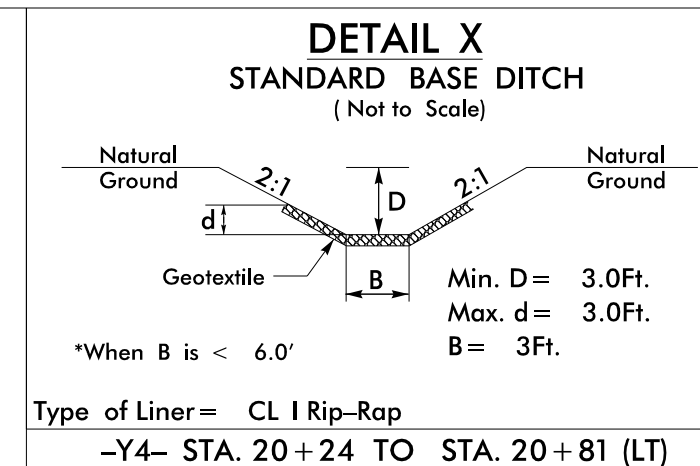 DETAIL X
STANDARD BASE DITCH
( Not to Scale)
Natural
Ground
2:1
D
2:1
Natural
Ground
d
Geotextile
B
Min. D = 3.0Ft.
Max. d = 3.0Ft.
B = 3Ft.
*When B is < 6.0'
Type of Liner = CL I Rip-Rap
-Y4- STA. 20+24 TO STA. 20+81 (LT)